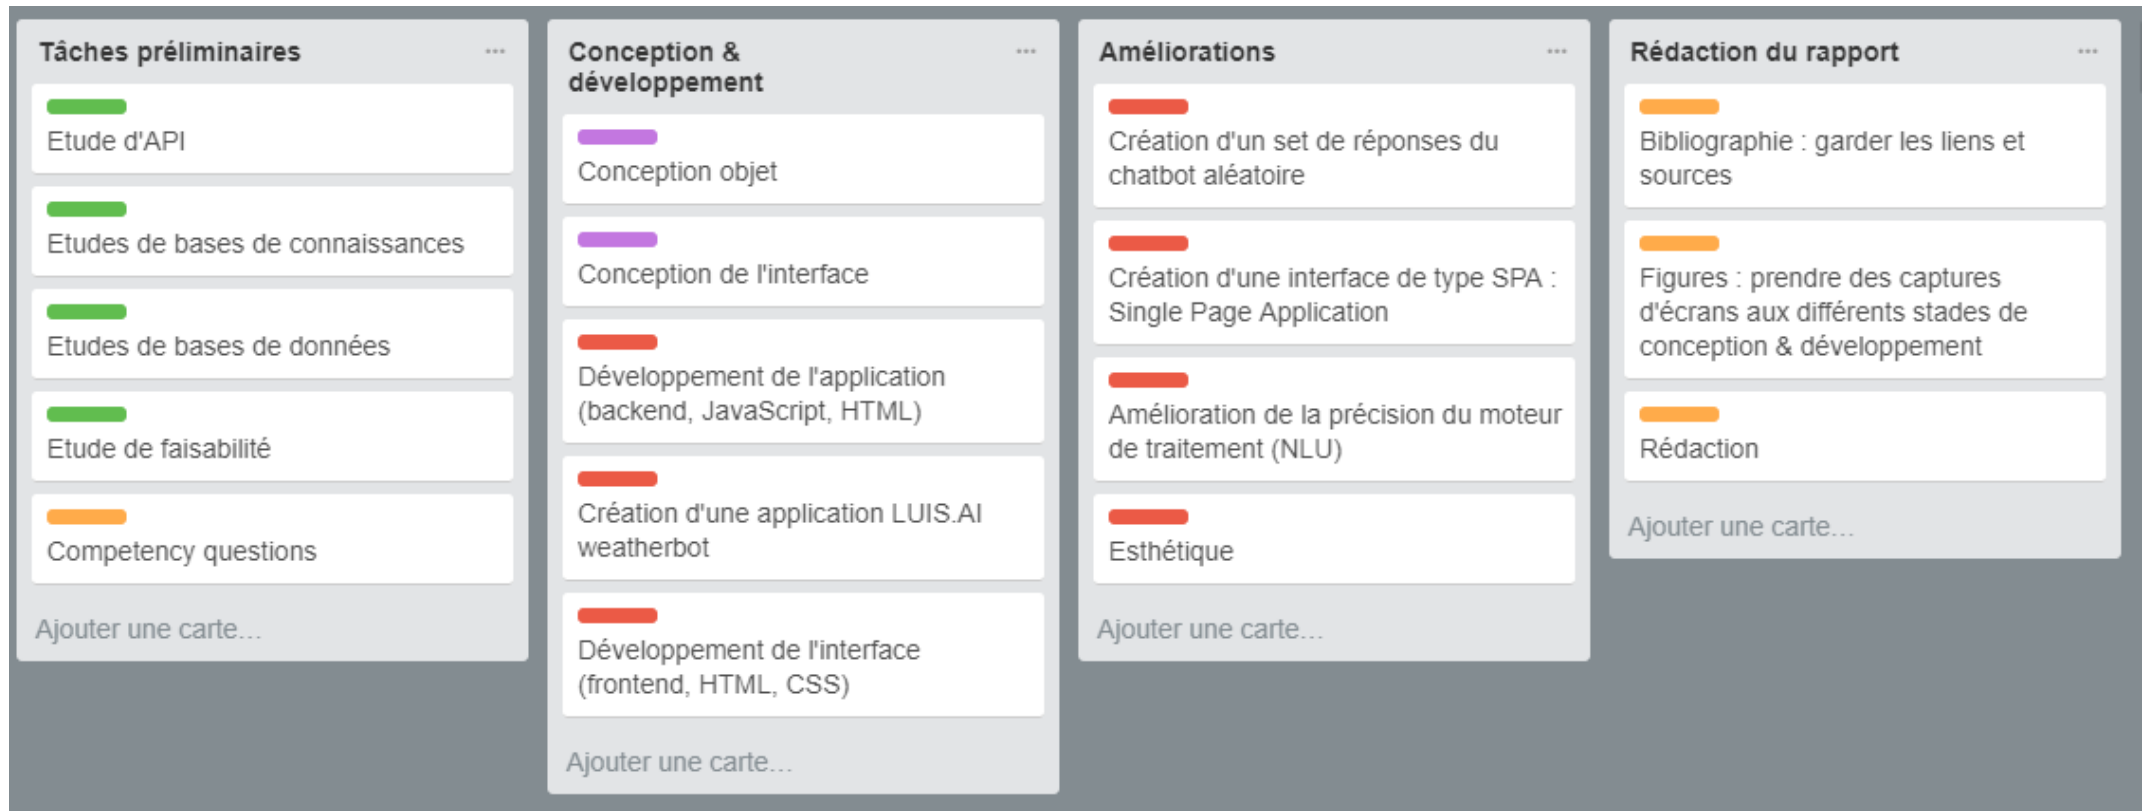 Tâches préliminaires
Etude d'API
Etudes de bases de connaissances
Etudes de bases de données
Etude de faisabilité
Competency questions
Ajouter une carte...
Conception &
développement
Conception objet
Conception de l'interface
Développement de l'application
(backend, JavaScript, HTML)
Création d'une application LUIS.AI
weatherbot
Développement de l'interface
(frontend, HTML, CSS)
Ajouter une carte...
Améliorations
Création d'un set de réponses du
chatbot aléatoire
Création d'une interface de type SPA :
Single Page Application
Amélioration de la précision du moteur
de traitement (NLU)
Esthétique
Ajouter une carte...
Rédaction du rapport
Bibliographie : garder les liens et
sources
Figures : prendre des captures
d'écrans aux différents stades de
conception & développement
Rédaction
Ajouter une carte...